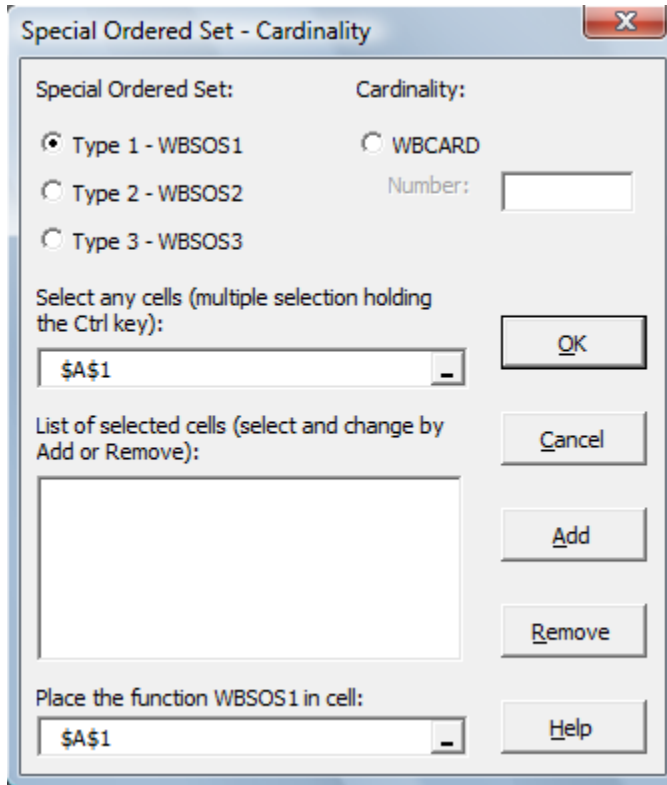 Special Ordered Set - Cardinality
Special Ordered Set:
Cardinality:
Type 1 - WBSOS1
WBCARD
Type 2 - WBSOS2
Number:
Type 3 - WBSOS3
Select any cells (multiple selection holding
the Ctrl key):
$A$1
OK
List of selected cells (select and change by
Add or Remove):
Cancel
Add
Remove
Place the function WBSOS1 in cell:
$A$1
Help